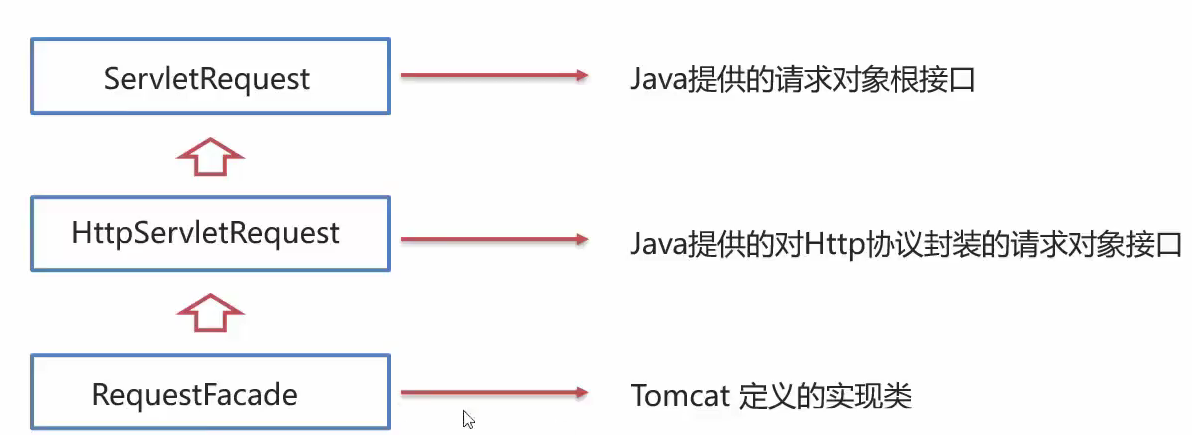 ServletRequest
Java提供的请求对象根接口
HttpServletRequest
Java提供的对Http协议封装的请求对象接口
RequestFacade
Tomcat 定义的实现类